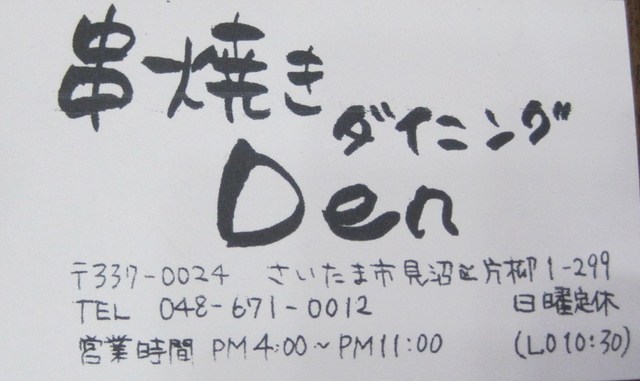 串焼き
ダイニング
Den
〒337-0024 さいたま市見沼区片柳1-299
TEL 048-671-0012 日曜定休
営業時間 PM4:00~PM11:00 (LO10:30)